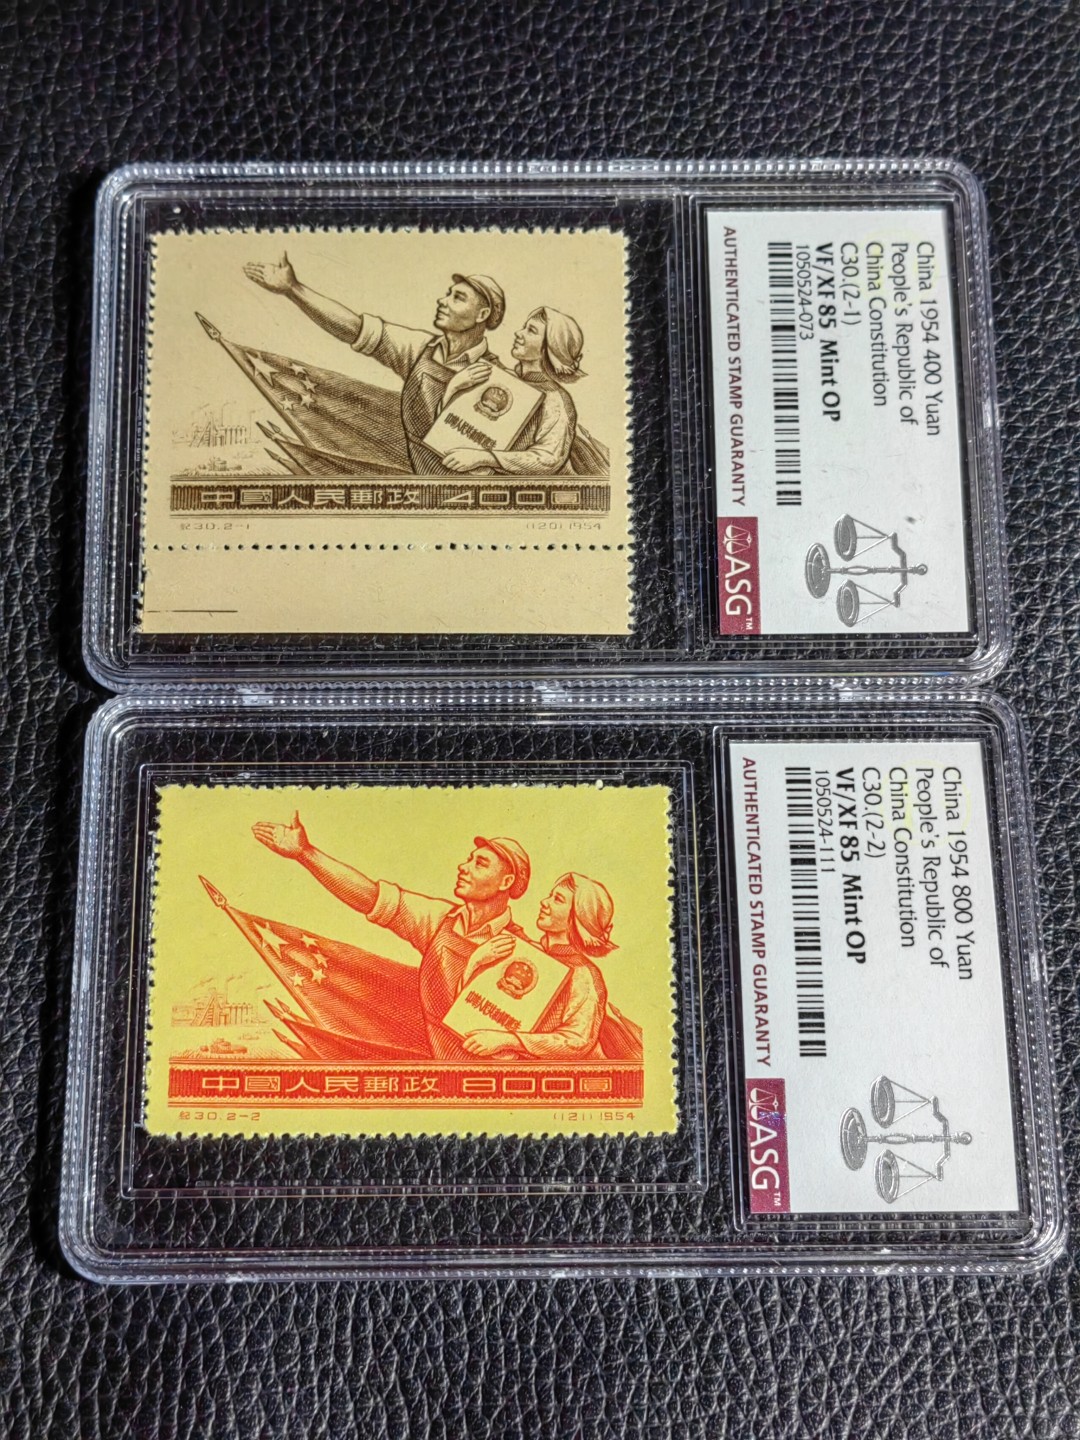 中國人民郵政 400圓
紀30.2-1 (120)1954
China 1954 400 Yuan
People's Republic of
China Constitution
C30.(2-1)
VF/XF 85 Mint OP
1050524-073
AUTHENTICATED STAMP GUARANTY
ASG™
中國人民郵政 800圓
紀30.2-2 (121)1954
China 1954 800 Yuan
People's Republic of
China Constitution
C30.(2-2)
VF/XF 85 Mint OP
1050524-111
AUTHENTICATED STAMP GUARANTY
ASG™